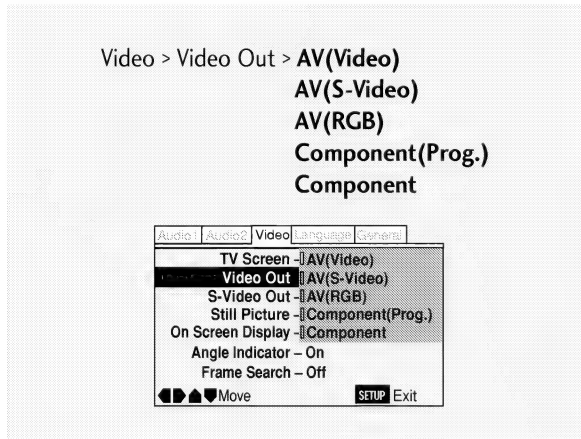 Video > Video Out > AV(Video)
AV(S-Video)
AV(RGB)
Component(Prog.)
Component
Audio1 Audio2 Video Language General
TV Screen - AV(Video)
Video Out AV(S-Video)
S-Video Out - AV(RGB)
Still Picture - Component(Prog.)
On Screen Display - Component
Angle Indicator – On
Frame Search – Off
Move SETUP Exit